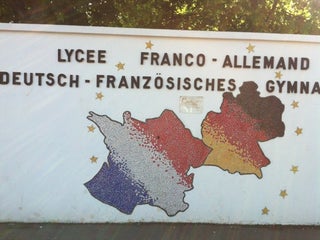 LYCEE FRANCO - ALLEMAND
DEUTSCH - FRANZÖSISCHES GYMNA